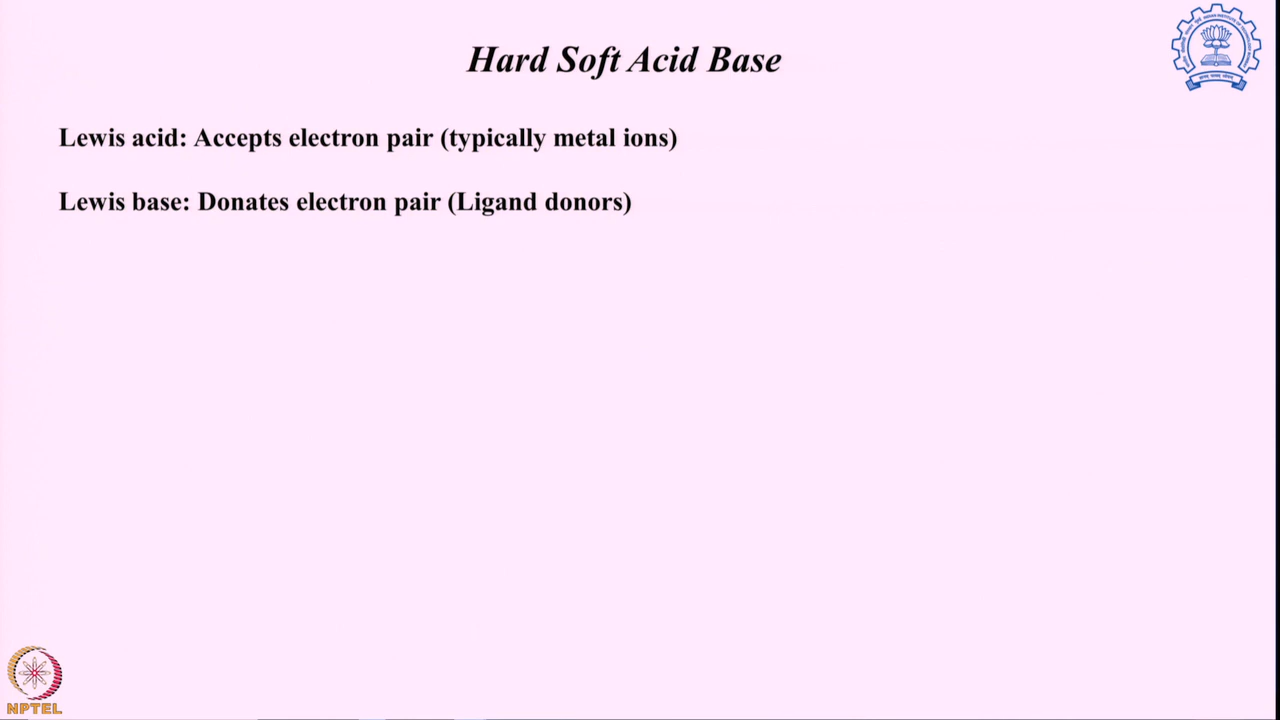 Hard Soft Acid Base
Lewis acid: Accepts electron pair (typically metal ions)
Lewis base: Donates electron pair (Ligand donors)
NPTEL